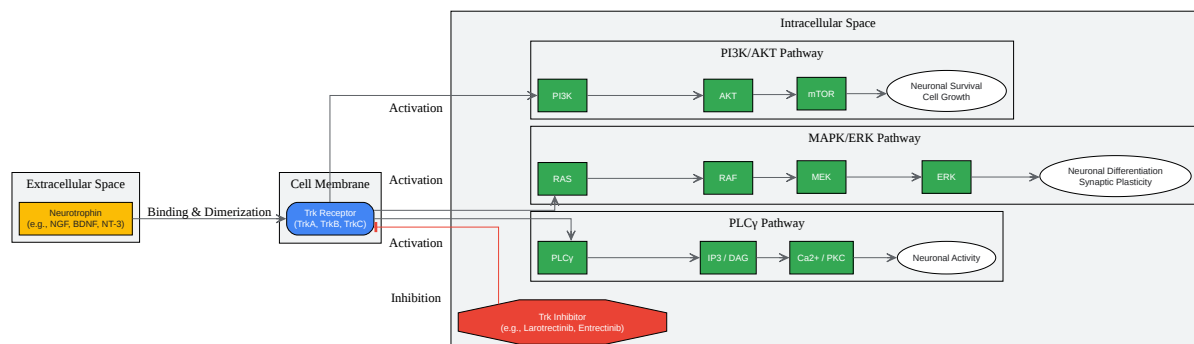 Intracellular Space
PI3K/AKT Pathway
PI3K
AKT
mTOR
Neuronal Survival
Cell Growth
Activation
MAPK/ERK Pathway
RAS
RAF
MEK
ERK
Neuronal Differentiation
Synaptic Plasticity
Activation
Extracellular Space
Neurotrophin
(e.g., NGF, BDNF, NT-3)
Binding & Dimerization
Cell Membrane
Trk Receptor
(TrkA, TrkB, TrkC)
PLCγ Pathway
PLCγ
IP3 / DAG
Ca2+ / PKC
Neuronal Activity
Activation
Inhibition
Trk Inhibitor
(e.g., Larotrectinib, Entrectinib)